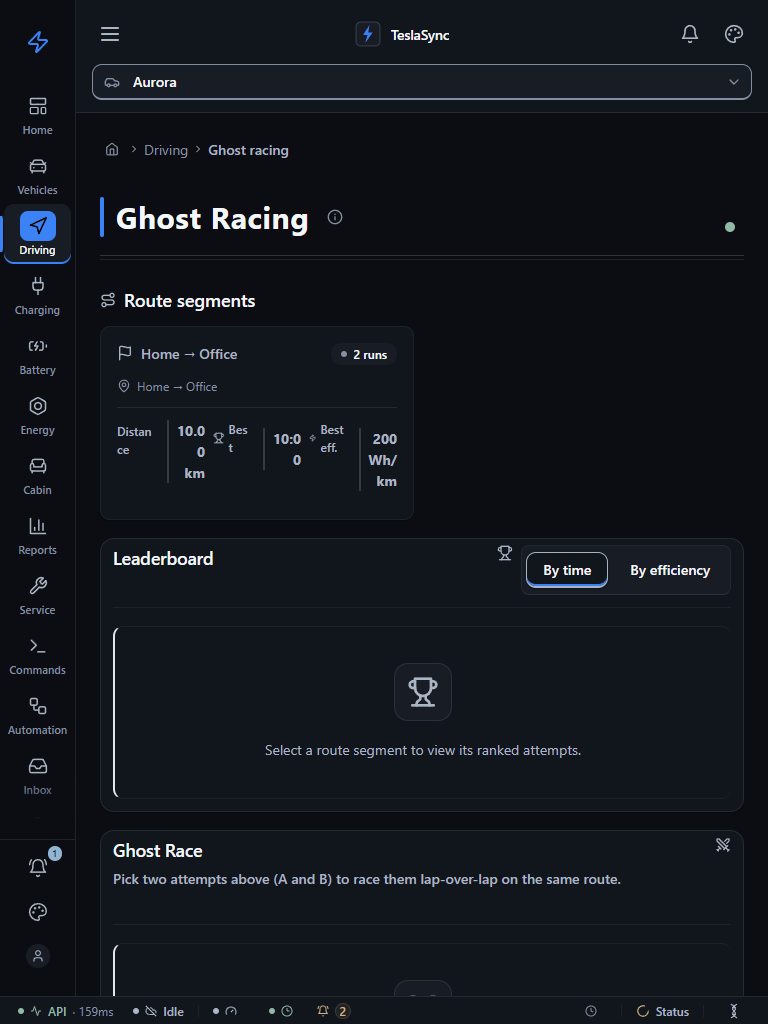 TeslaSync
Aurora
Home
Vehicles
Driving
Charging
Battery
Energy
Cabin
Reports
Service
Commands
Automation
Inbox
1
Driving
Ghost racing
Ghost Racing
Route segments
Home → Office
2 runs
Home → Office
Distan
ce
10.0
0
km
Bes
t
10:0
0
Best
eff.
200
Wh/
km
Leaderboard
By time
By efficiency
Select a route segment to view its ranked attempts.
Ghost Race
Pick two attempts above (A and B) to race them lap-over-lap on the same route.
API · 159ms
Idle
2
Status